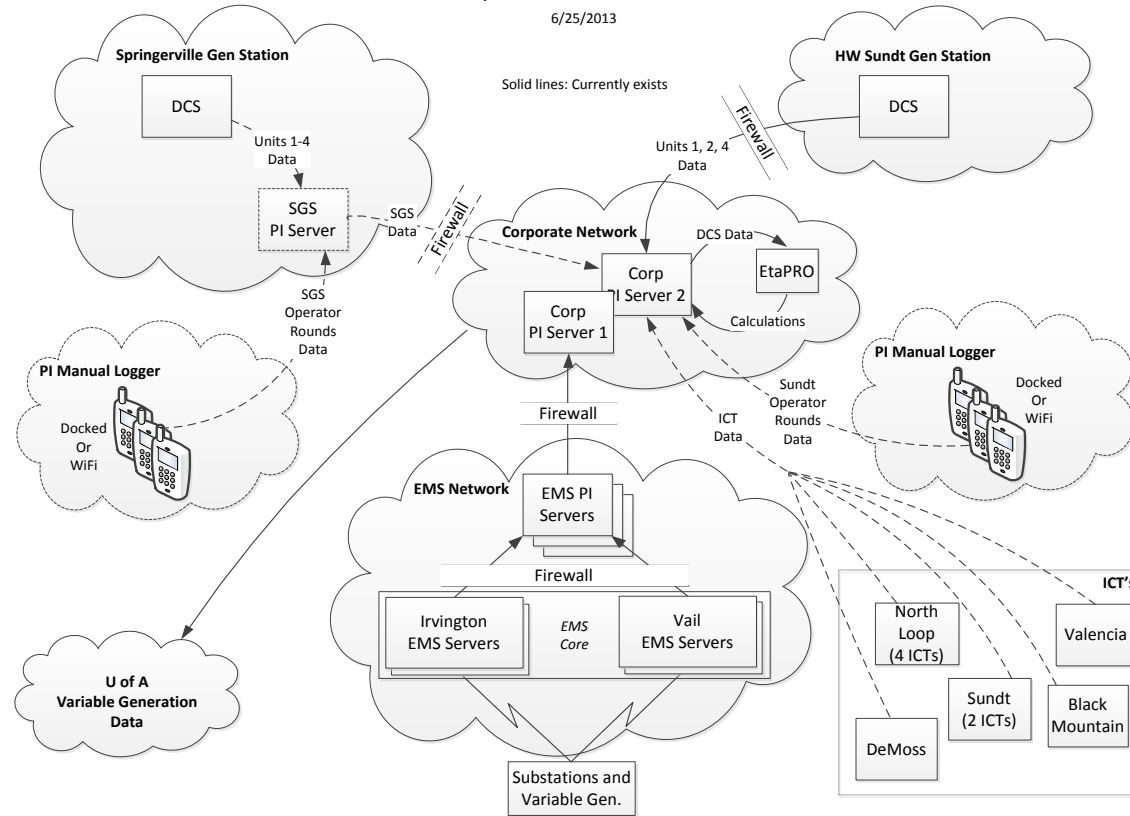 6/25/2013
Springerville Gen Station
HW Sundt Gen Station
Solid lines: Currently exists
DCS
DCS
Firewall
Units 1-4
Data
Units 1, 2, 4
Data
SGS
PI Server
SGS
Data
Firewall
Corporate Network
DCS Data
EtaPRO
Corp
PI Server 2
Corp
PI Server 1
Calculations
SGS
Operator
Rounds
Data
PI Manual Logger
Docked
Or
WiFi
PI Manual Logger
Docked
Or
WiFi
Sundt
Operator
Rounds
Data
ICT
Data
Firewall
EMS Network
EMS PI
Servers
Firewall
Irvington
EMS Servers
EMS
Core
Vail
EMS Servers
ICT's
North
Loop
(4 ICTs)
Valencia
Sundt
(2 ICTs)
Black
Mountain
DeMoss
U of A
Variable Generation
Data
Substations and
Variable Gen.